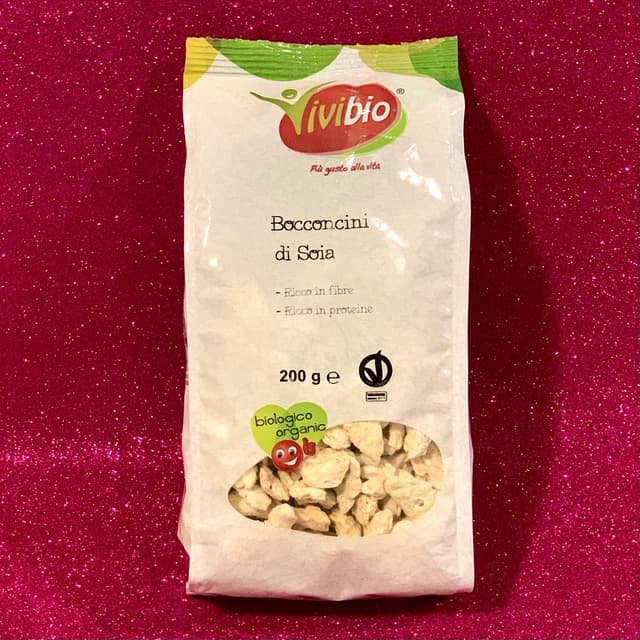 Vivibio®
Più gusto alla vita
Bocconcini
di Soia
- Ricco in fibre
- Ricco in proteine
200 g ℮
biologico
organic